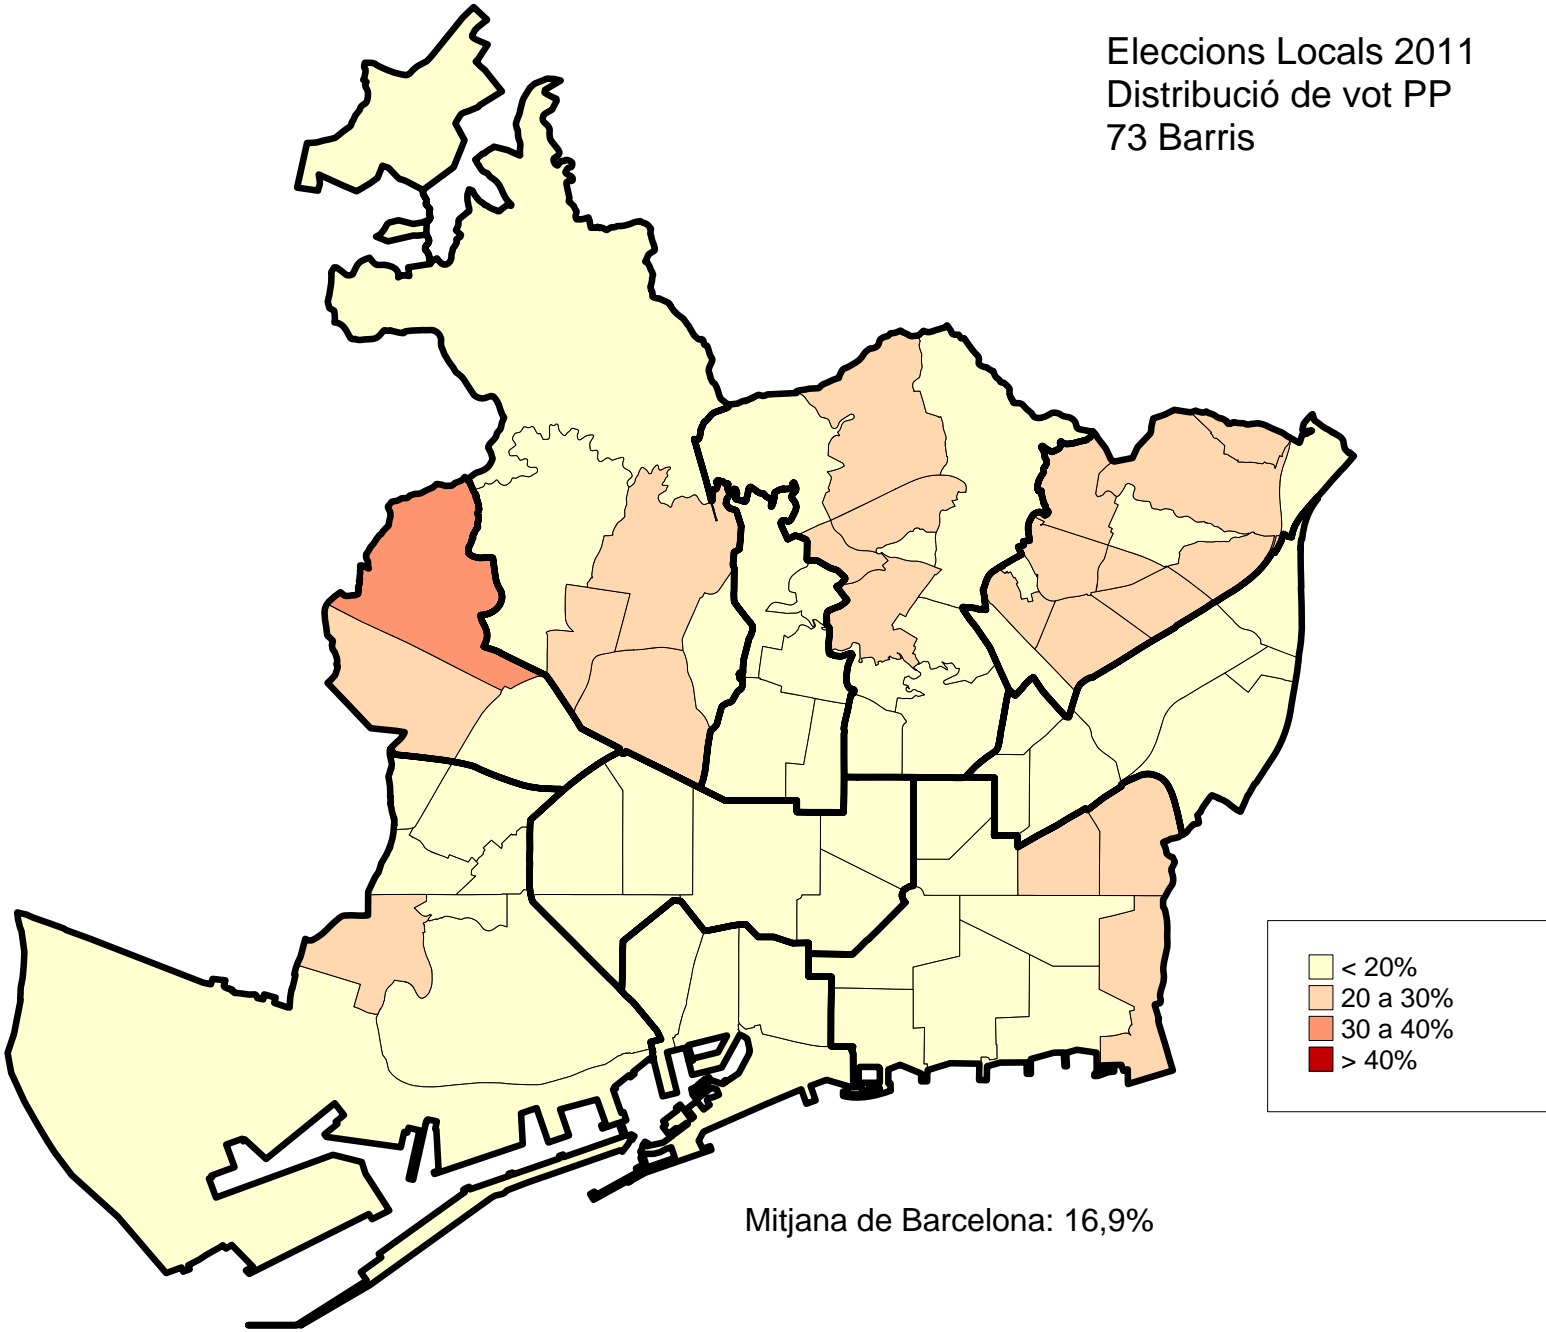 Eleccions Locals 2011
Distribució de vot PP
73 Barris
< 20%
20 a 30%
30 a 40%
> 40%
Mitjana de Barcelona: 16,9%